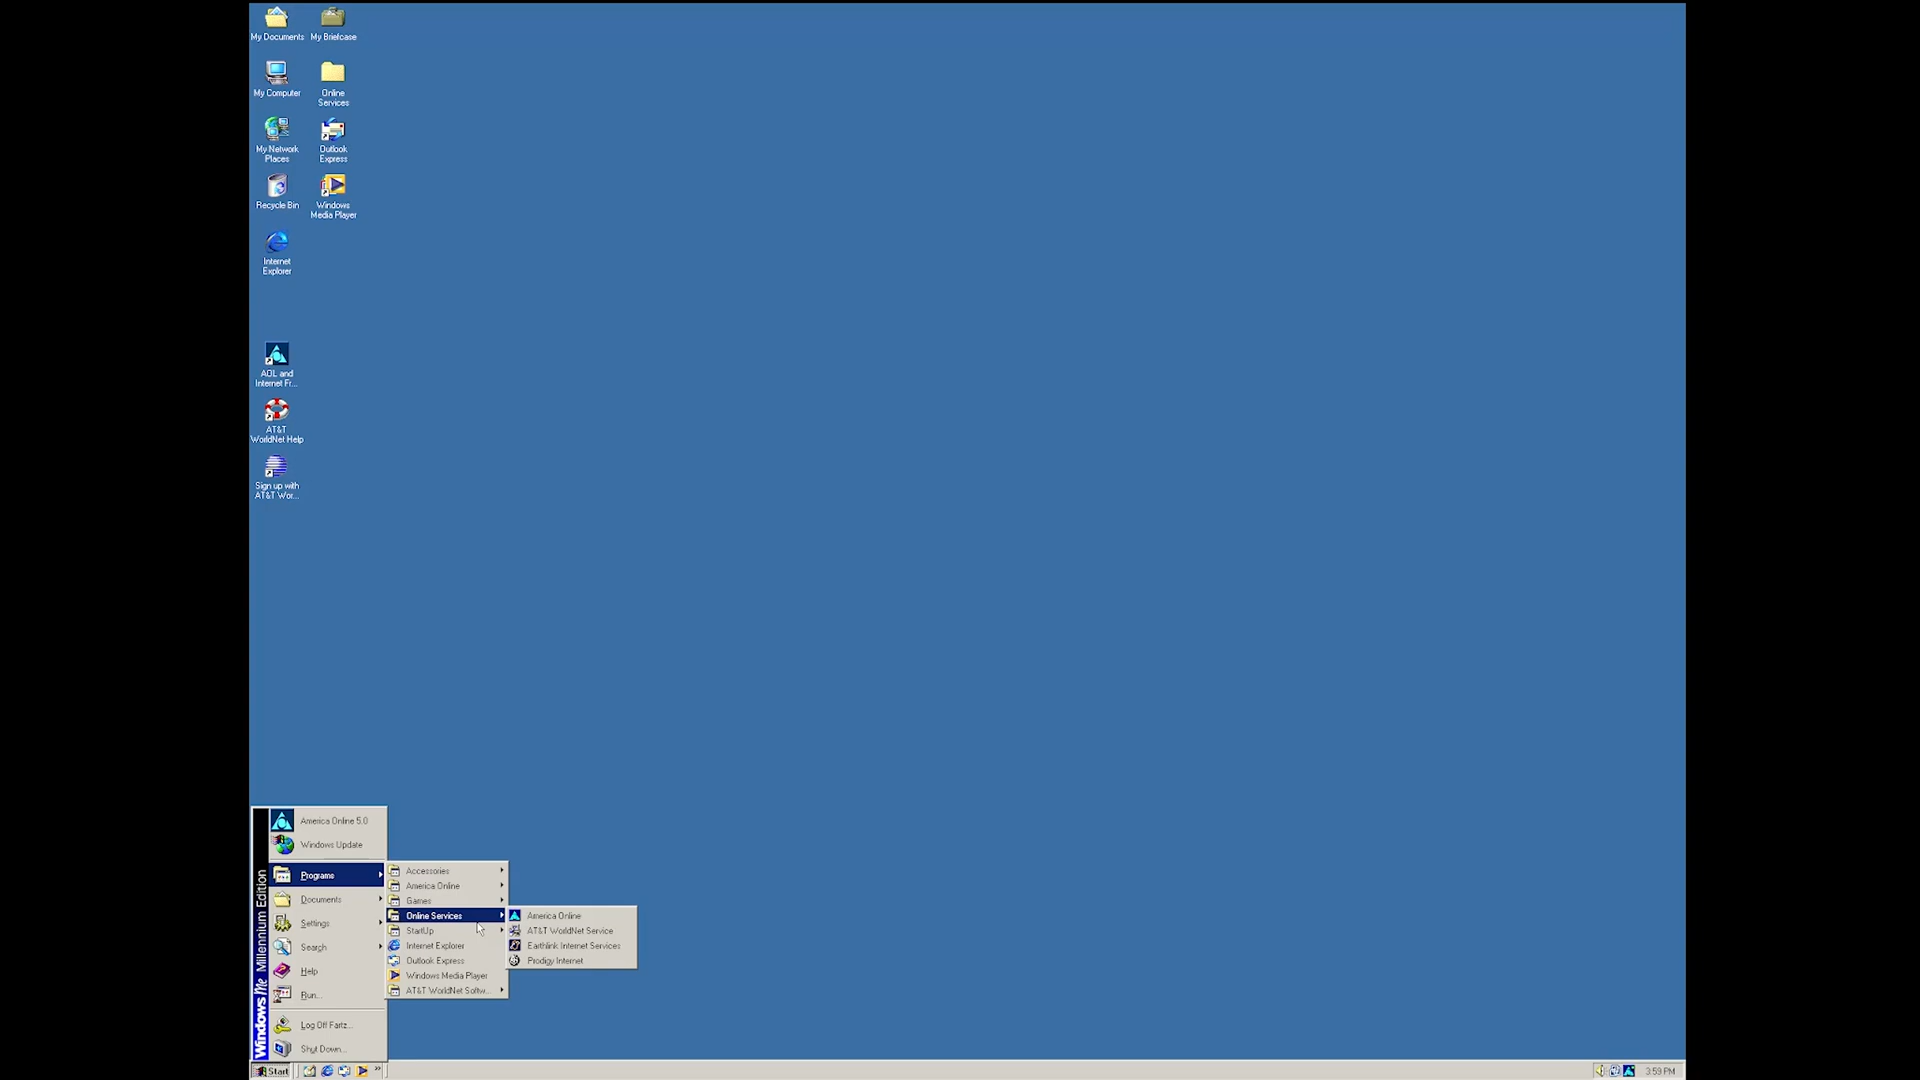 My Documents
My Briefcase
My Computer
Online
Services
My Network
Places
Outlook
Express
Recycle Bin
Windows
Media Player
Internet
Explorer
AOL and
Internet Fr...
AT&T
WorldNet Help
Sign up with
AT&T Wor...
America Online 5.0
Windows Update
Programs
Documents
Settings
Search
Help
Run...
Log Off Fartz...
Shut Down...
Windows Me Millennium Edition
Accessories
America Online
Games
Online Services
StartUp
Internet Explorer
Outlook Express
Windows Media Player
AT&T WorldNet Softw...
America Online
AT&T WorldNet Service
Earthlink Internet Services
Prodigy Internet
Start
»
3:59 PM